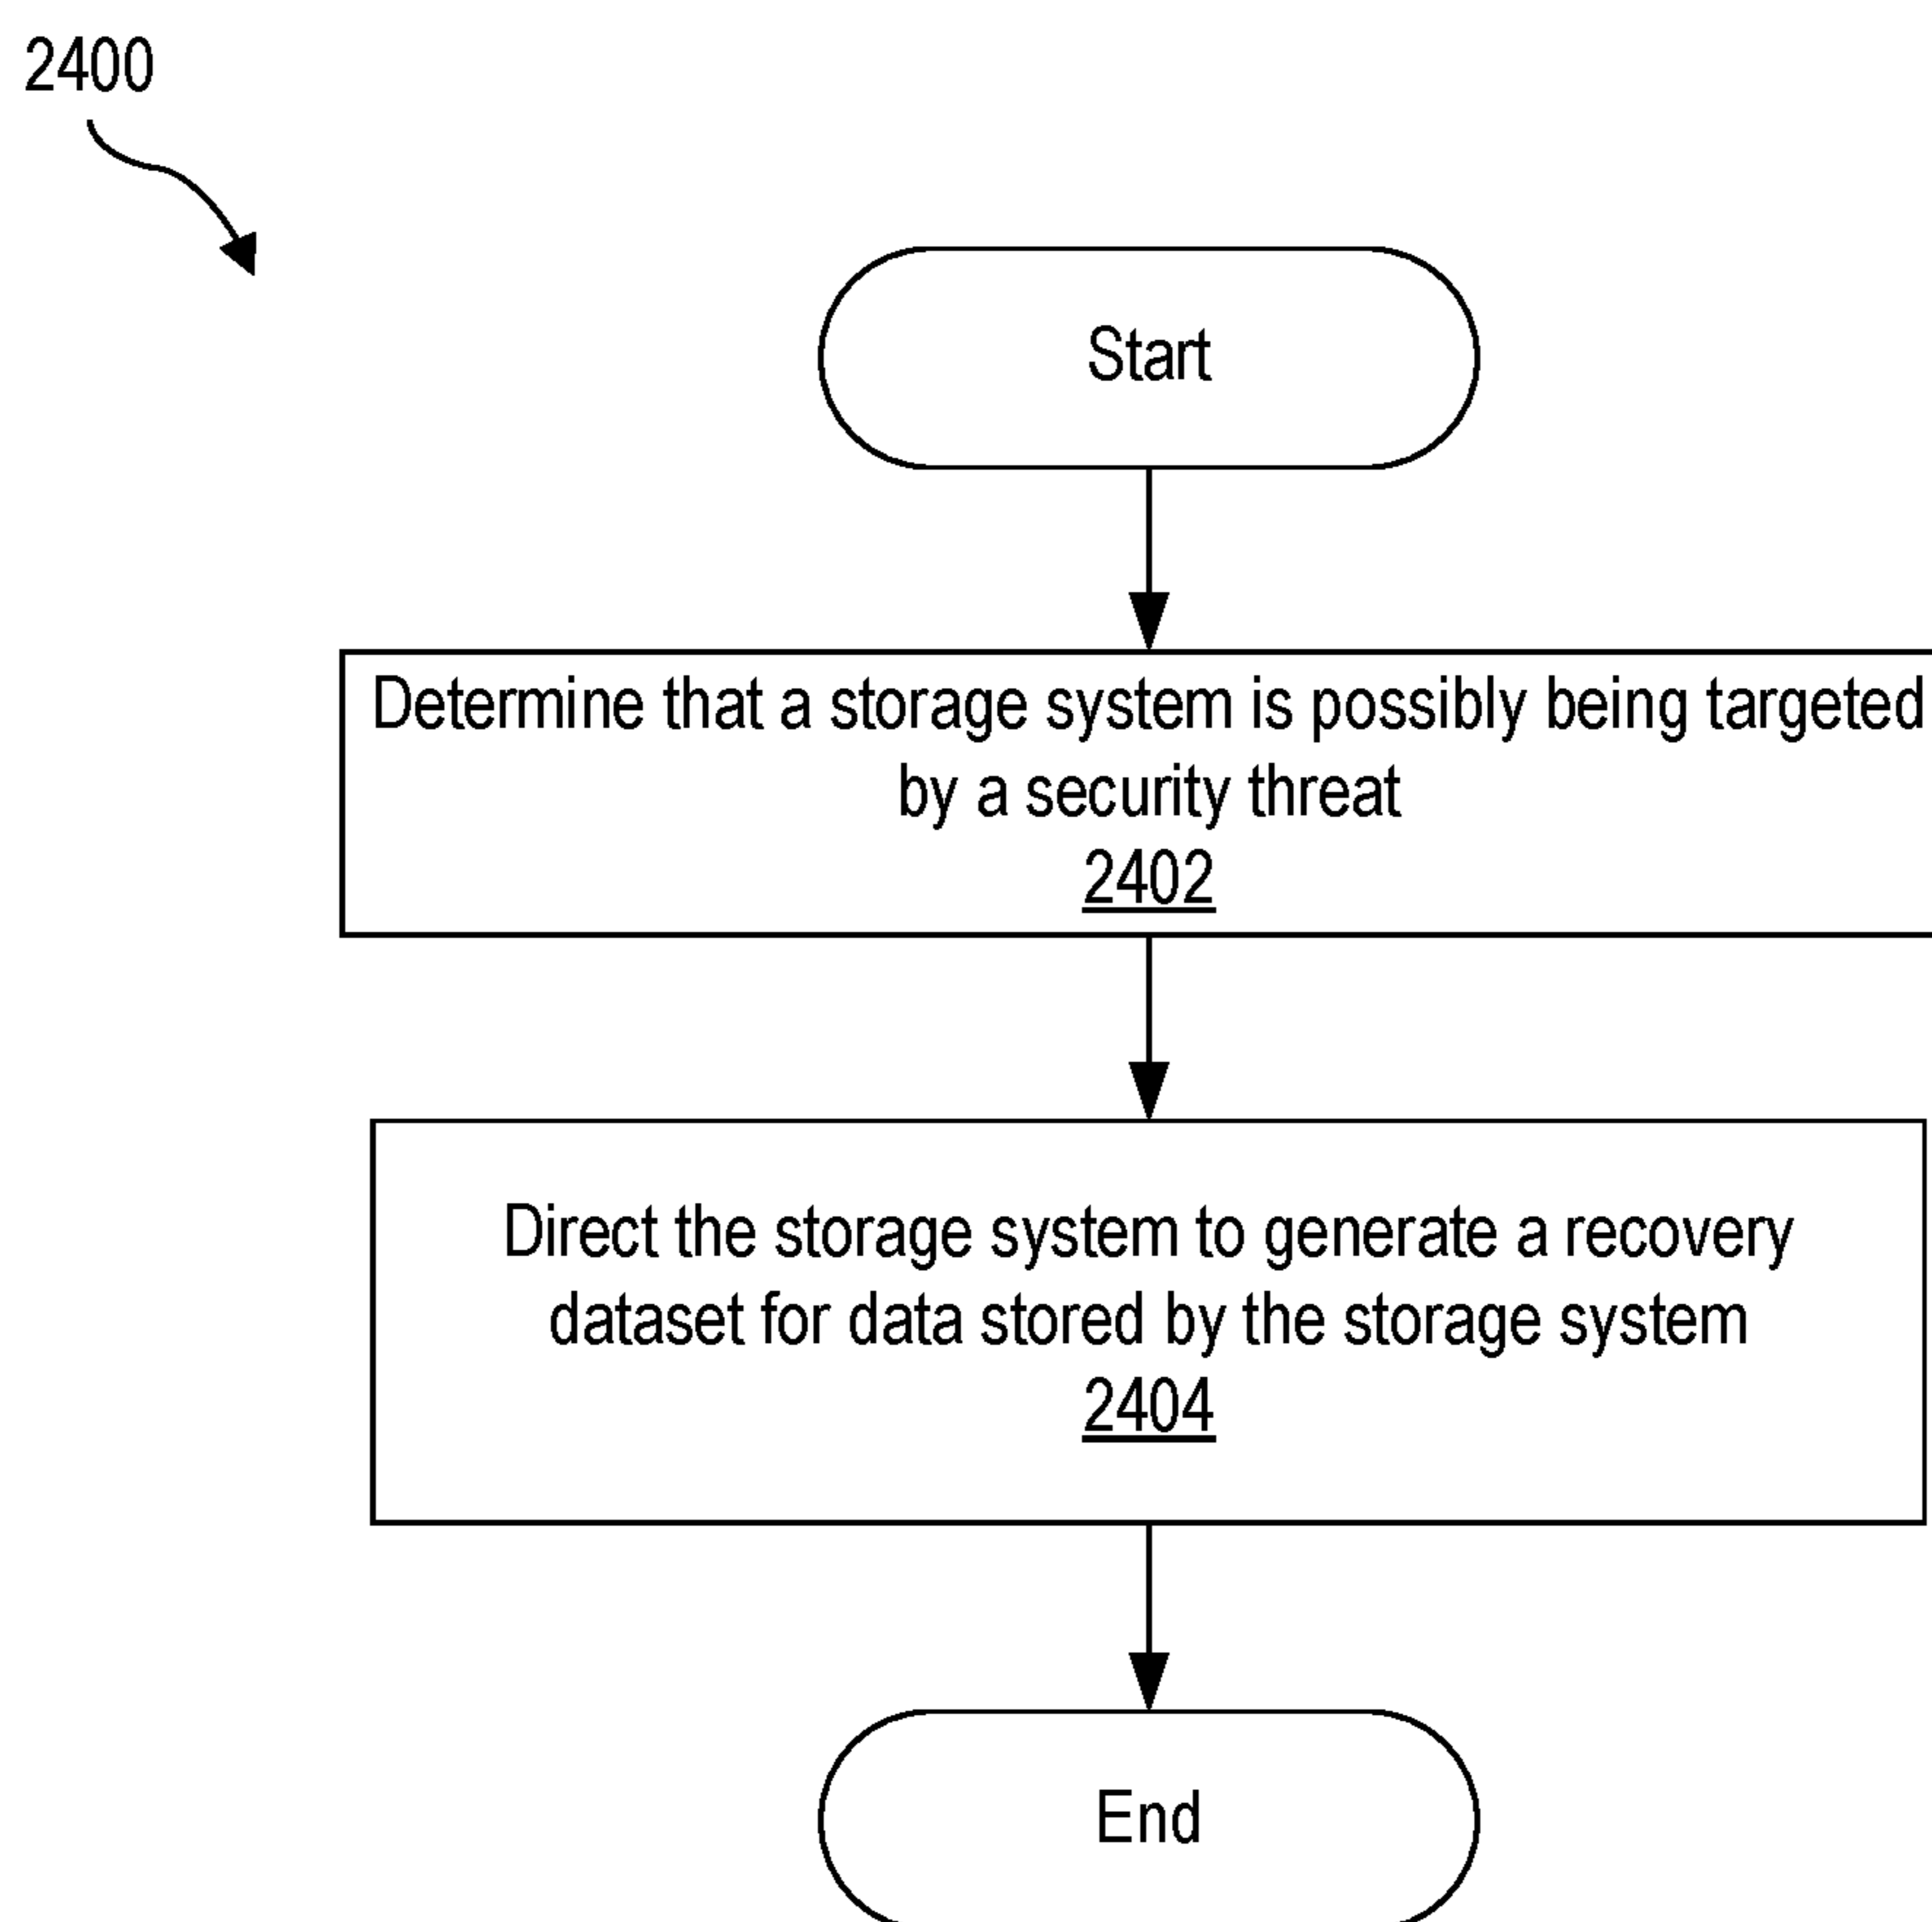 2400
Start
Determine that a storage system is possibly being targeted
by a security threat
2402
Direct the storage system to generate a recovery
dataset for data stored by the storage system
2404
End